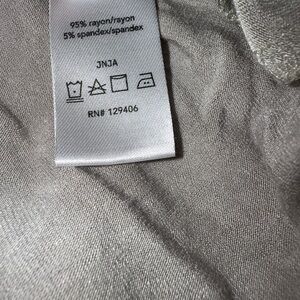 95% rayon/rayon
5% spandex/spandex
JNJA
RN# 129406